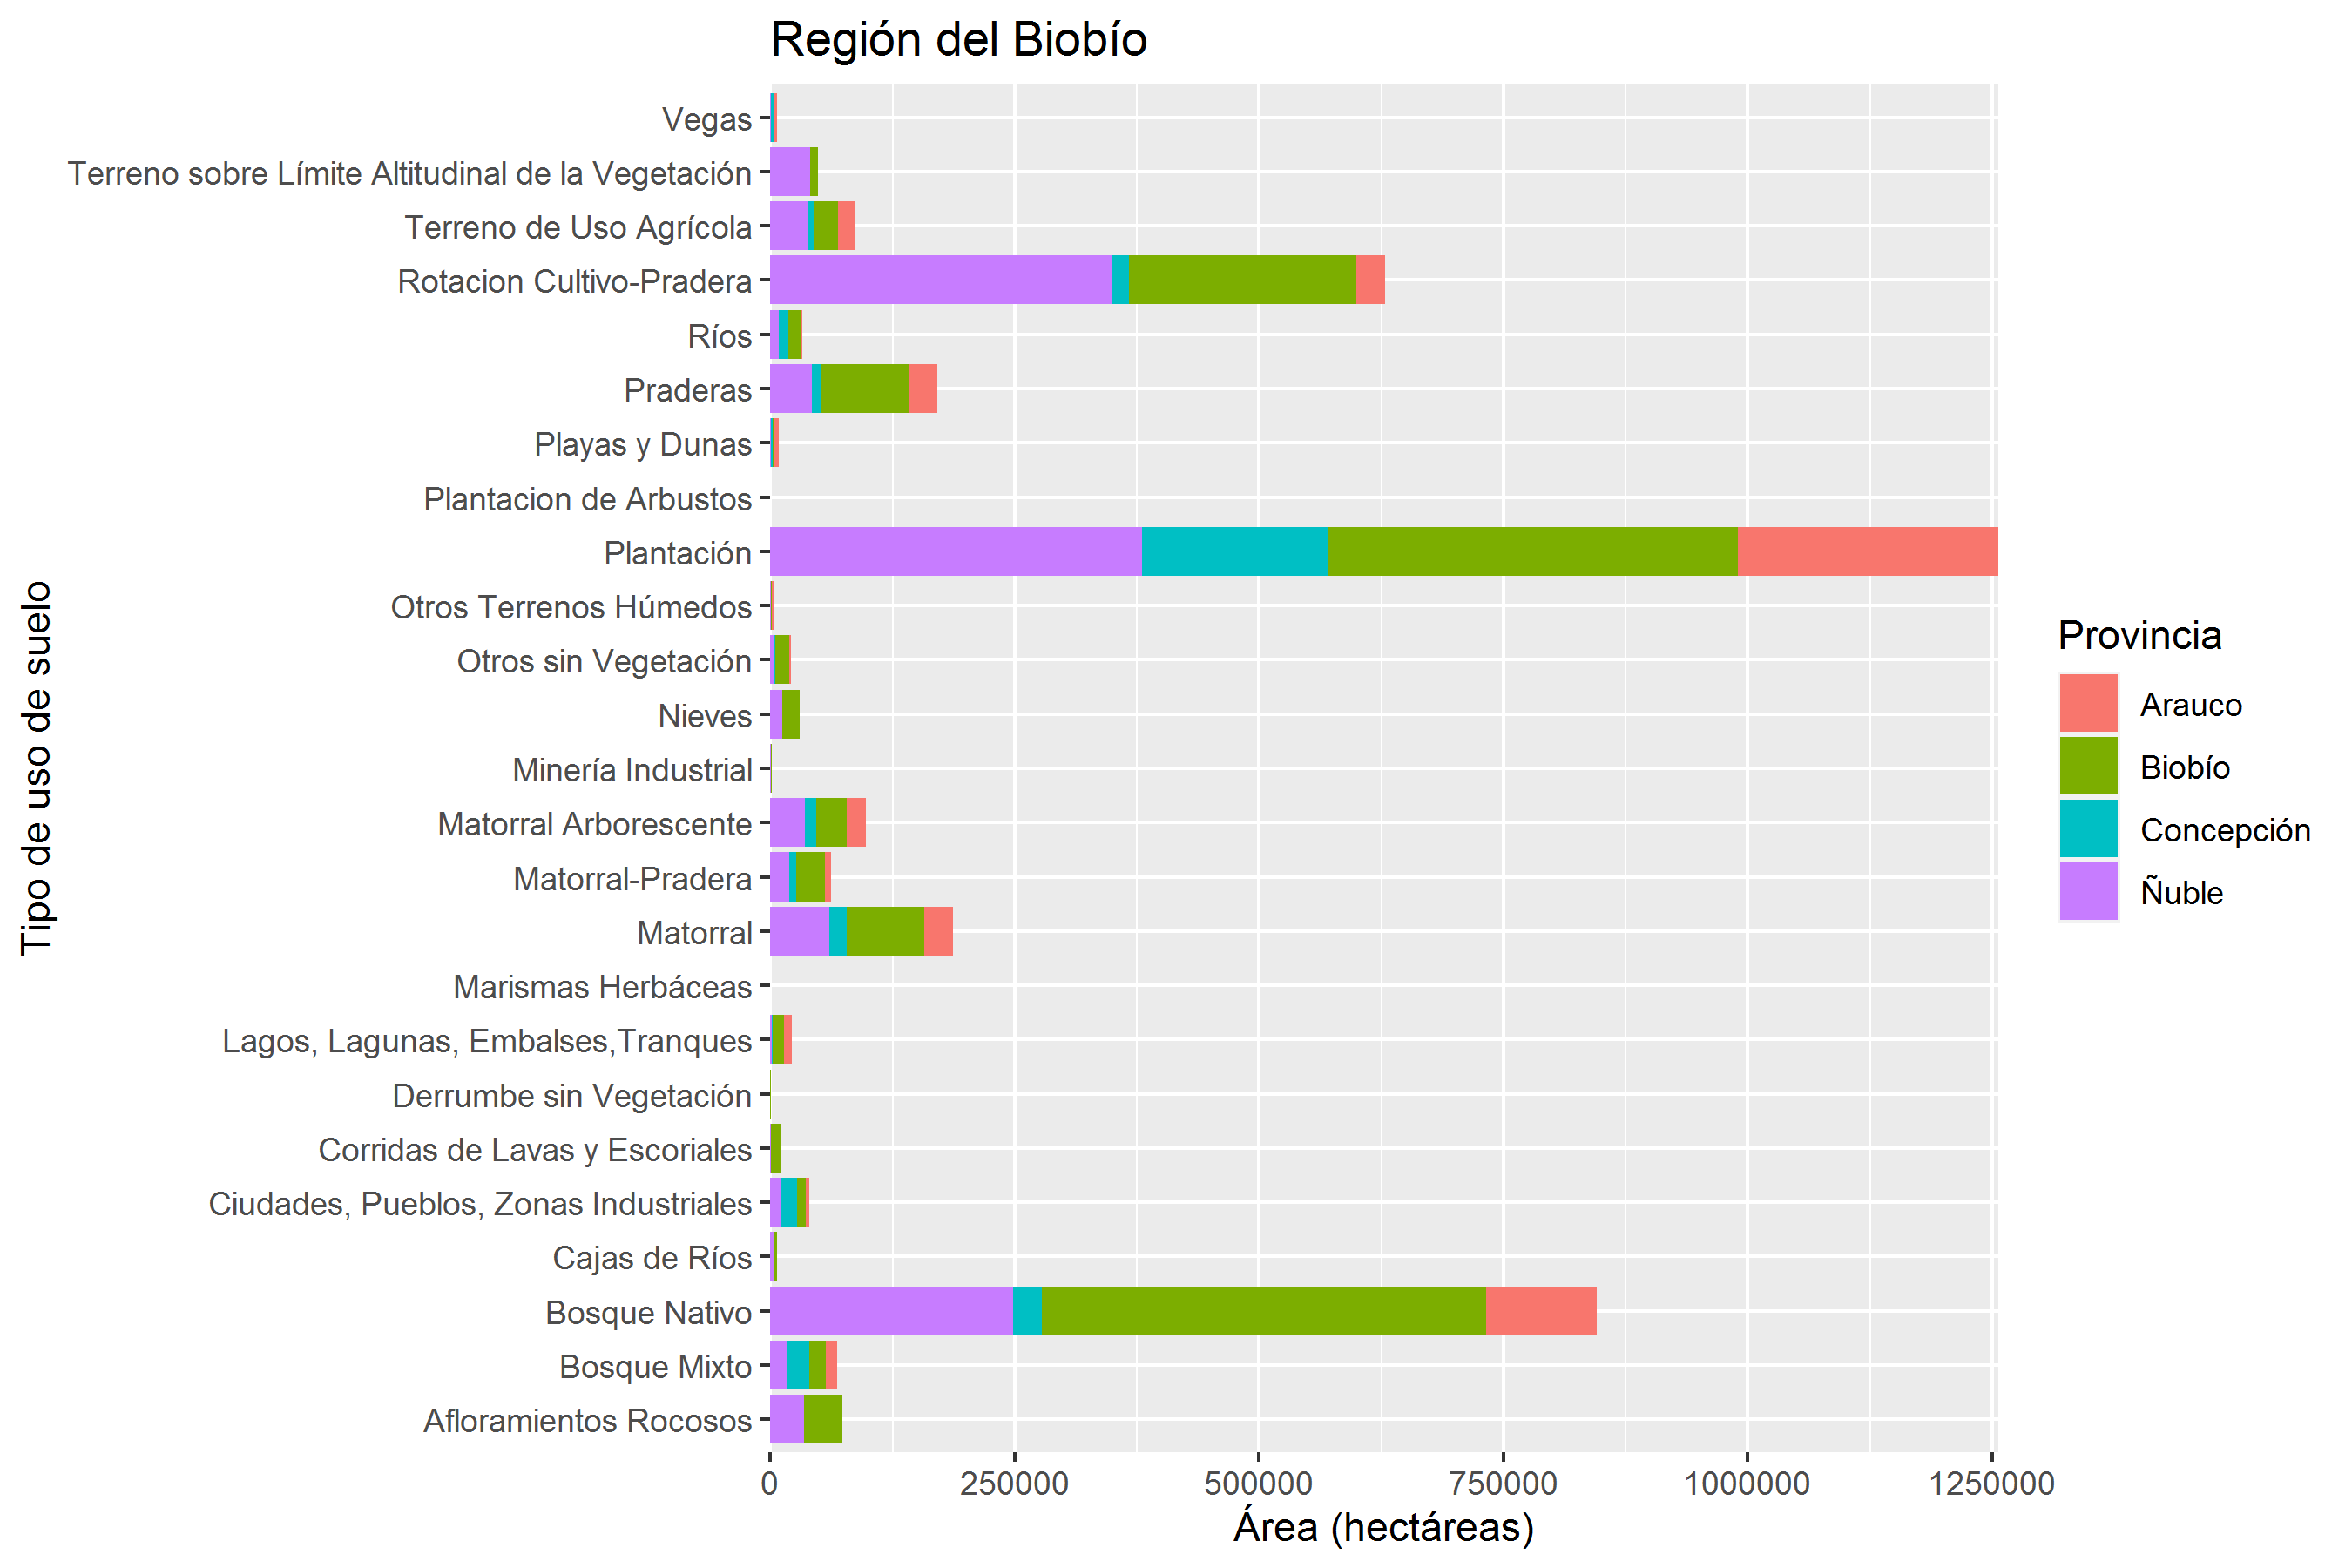 Región del Biobío
Tipo de uso de suelo
Vegas
Terreno sobre Límite Altitudinal de la Vegetación
Terreno de Uso Agrícola
Rotacion Cultivo-Pradera
Ríos
Praderas
Playas y Dunas
Plantacion de Arbustos
Plantación
Otros Terrenos Húmedos
Otros sin Vegetación
Nieves
Minería Industrial
Matorral Arborescente
Matorral-Pradera
Matorral
Marismas Herbáceas
Lagos, Lagunas, Embalses,Tranques
Derrumbe sin Vegetación
Corridas de Lavas y Escoriales
Ciudades, Pueblos, Zonas Industriales
Cajas de Ríos
Bosque Nativo
Bosque Mixto
Afloramientos Rocosos
0 250000 500000 750000 1000000 1250000
Área (hectáreas)
Provincia
Arauco
Biobío
Concepción
Ñuble